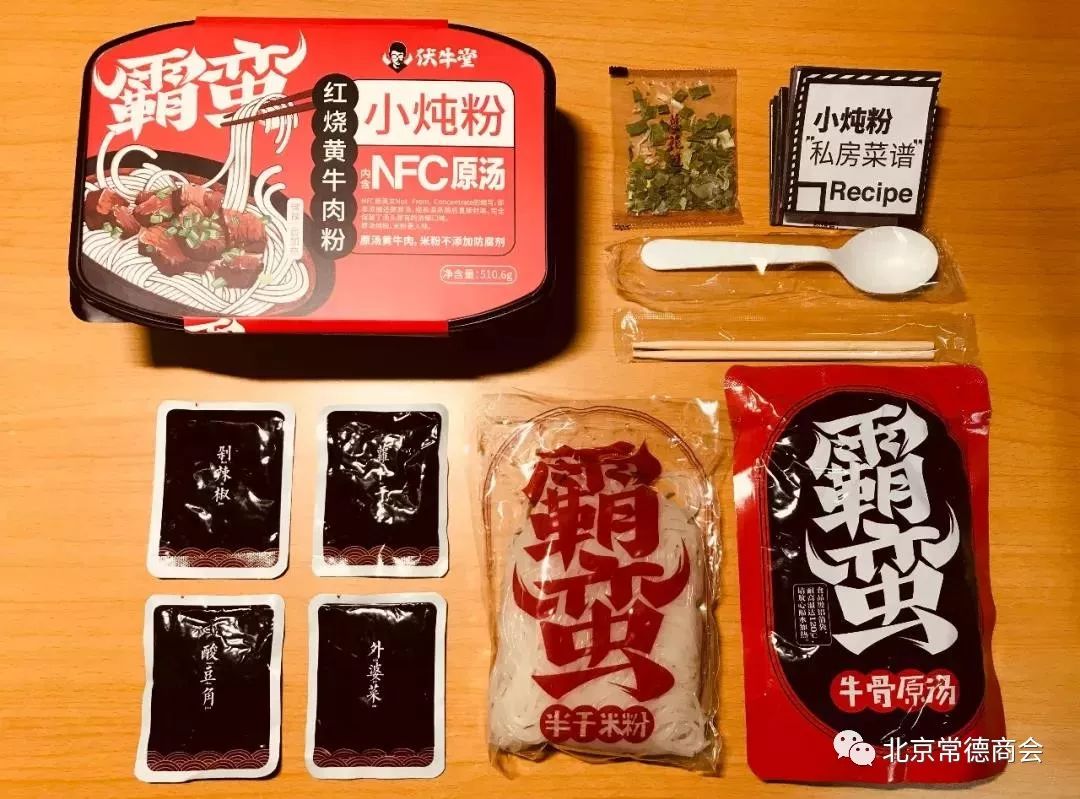 霸蛮
伏牛堂
红烧黄牛肉粉
小炖粉
内含NFC原汤
原汤黄牛肉，米粉不添加防腐剂
净含量：510.6g
小炖粉
"私房菜谱"
Recipe
剁辣椒
蘿卜干
酸豆角
外婆菜
霸蛮
半干米粉
霸蛮
牛骨原汤
北京常德商会